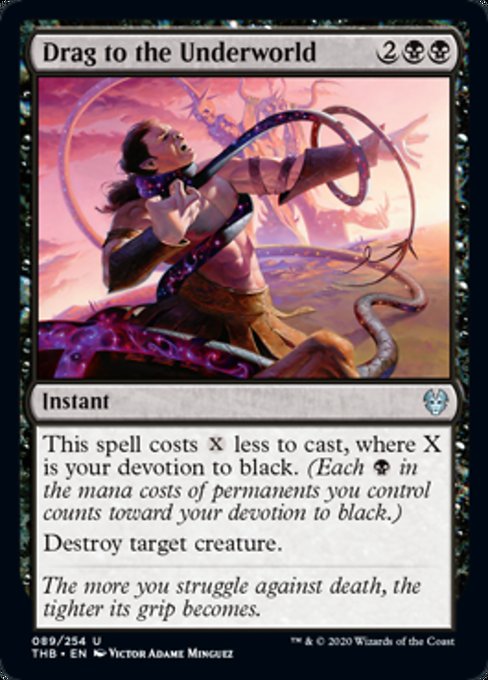 Drag to the Underworld 2
Instant
This spell costs X less to cast, where X
is your devotion to black. (Each in
the mana costs of permanents you control
counts toward your devotion to black.)
Destroy target creature.
The more you struggle against death, the
tighter its grip becomes.
089/254 U
THB • EN Victor Adame Minguez
™ & © 2020 Wizards of the Coast